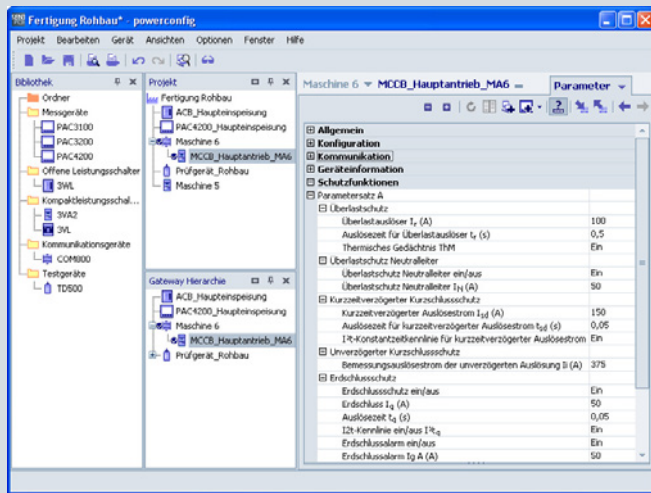 Fertigung Rohbau* - powerconfig
Projekt Bearbeiten Gerät Ansichten Optionen Fenster Hilfe
Bibliothek
Ordner
Messgeräte
PAC3100
PAC3200
PAC4200
Offene Leistungsschalter
3WL
Kompaktleistungsschal...
3VA2
3VL
Kommunikationsgeräte
COM800
Testgeräte
TD500
Projekt
Fertigung Rohbau
ACB_Haupteinspeisung
PAC4200_Haupteinspeisung
Maschine 6
MCCB_Hauptantrieb_MA6
Prüfgerät_Rohbau
Maschine 5
Gateway Hierarchie
ACB_Haupteinspeisung
PAC4200_Haupteinspeisung
Maschine 6
MCCB_Hauptantrieb_MA6
Prüfgerät_Rohbau
Maschine 6 MCCB_Hauptantrieb_MA6 Parameter
Allgemein
Konfiguration
Kommunikation
Geräteinformation
Schutzfunktionen
Parametersatz A
Überlastschutz
Überlastauslöser Ir (A) 100
Auslösezeit für Überlastauslöser tr (s) 0,5
Thermisches Gedächtnis ThM Ein
Überlastschutz Neutralleiter
Überlastschutz Neutralleiter ein/aus Ein
Überlastschutz Neutralleiter IN (A) 50
Kurzzeitverzögerter Kurzschlussschutz
Kurzzeitverzögerter Auslösestrom Isd (A) 150
Auslösezeit für kurzzeitverzögerter Auslösestrom tsd (s) 0,05
I²t-Konstantzeitkennlinie für kurzzeitverzögerter Auslösestrom Ein
Unverzögerter Kurzschlussschutz
Bemessungsauslösestrom der unverzögerten Auslösung Ii (A) 375
Erdschlussschutz
Erdschlussschutz ein/aus Ein
Erdschluss Ig (A) 50
Auslösezeit tg (s) 0,05
I2t-Kennlinie ein/aus I²tg Ein
Erdschlussalarm ein/aus Ein
Erdschlussalarm Ig A (A) 50